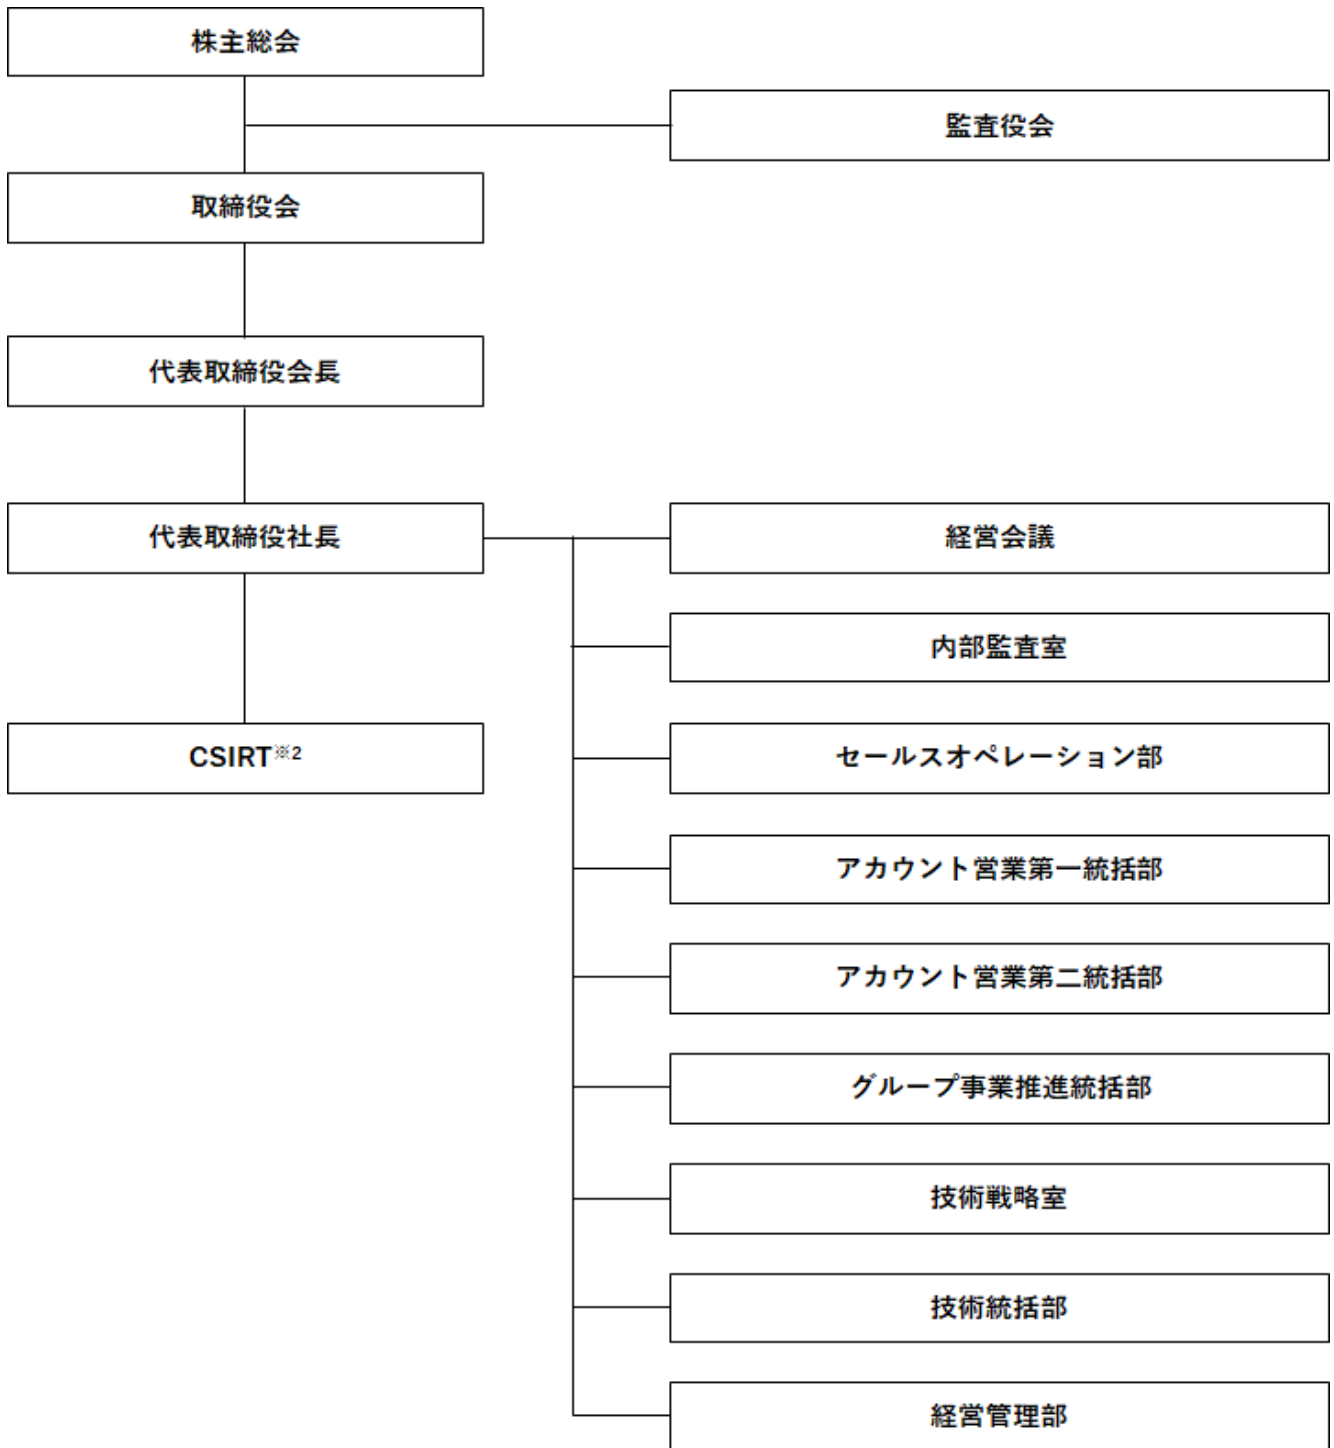 株主総会
監査役会
取締役会
代表取締役会長
代表取締役社長
経営会議
内部監査室
CSIRT※2
セールスオペレーション部
アカウント営業第一統括部
アカウント営業第二統括部
グループ事業推進統括部
技術戦略室
技術統括部
経営管理部